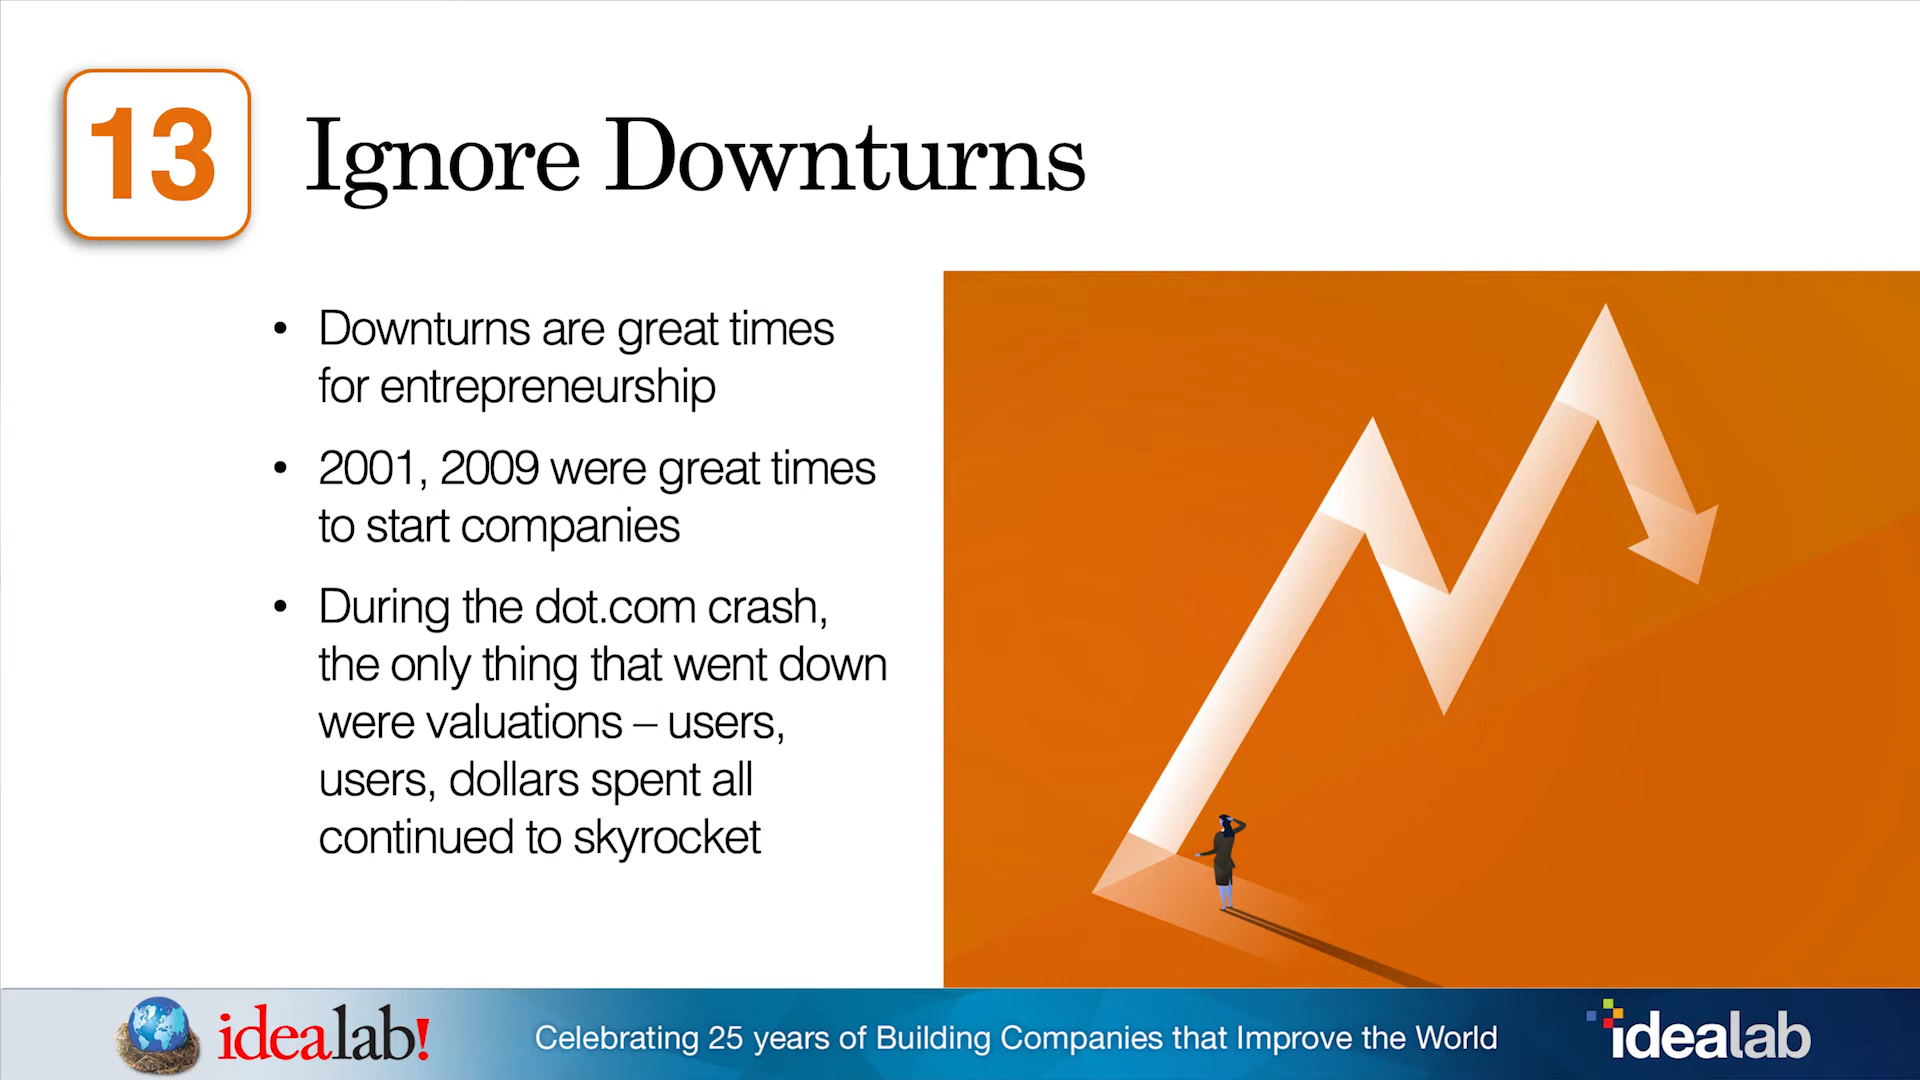 13
Ignore Downturns
• Downturns are great times
for entrepreneurship
• 2001, 2009 were great times
to start companies
• During the dot.com crash,
the only thing that went down
were valuations – users,
users, dollars spent all
continued to skyrocket
idealab!
Celebrating 25 years of Building Companies that Improve the World
idealab